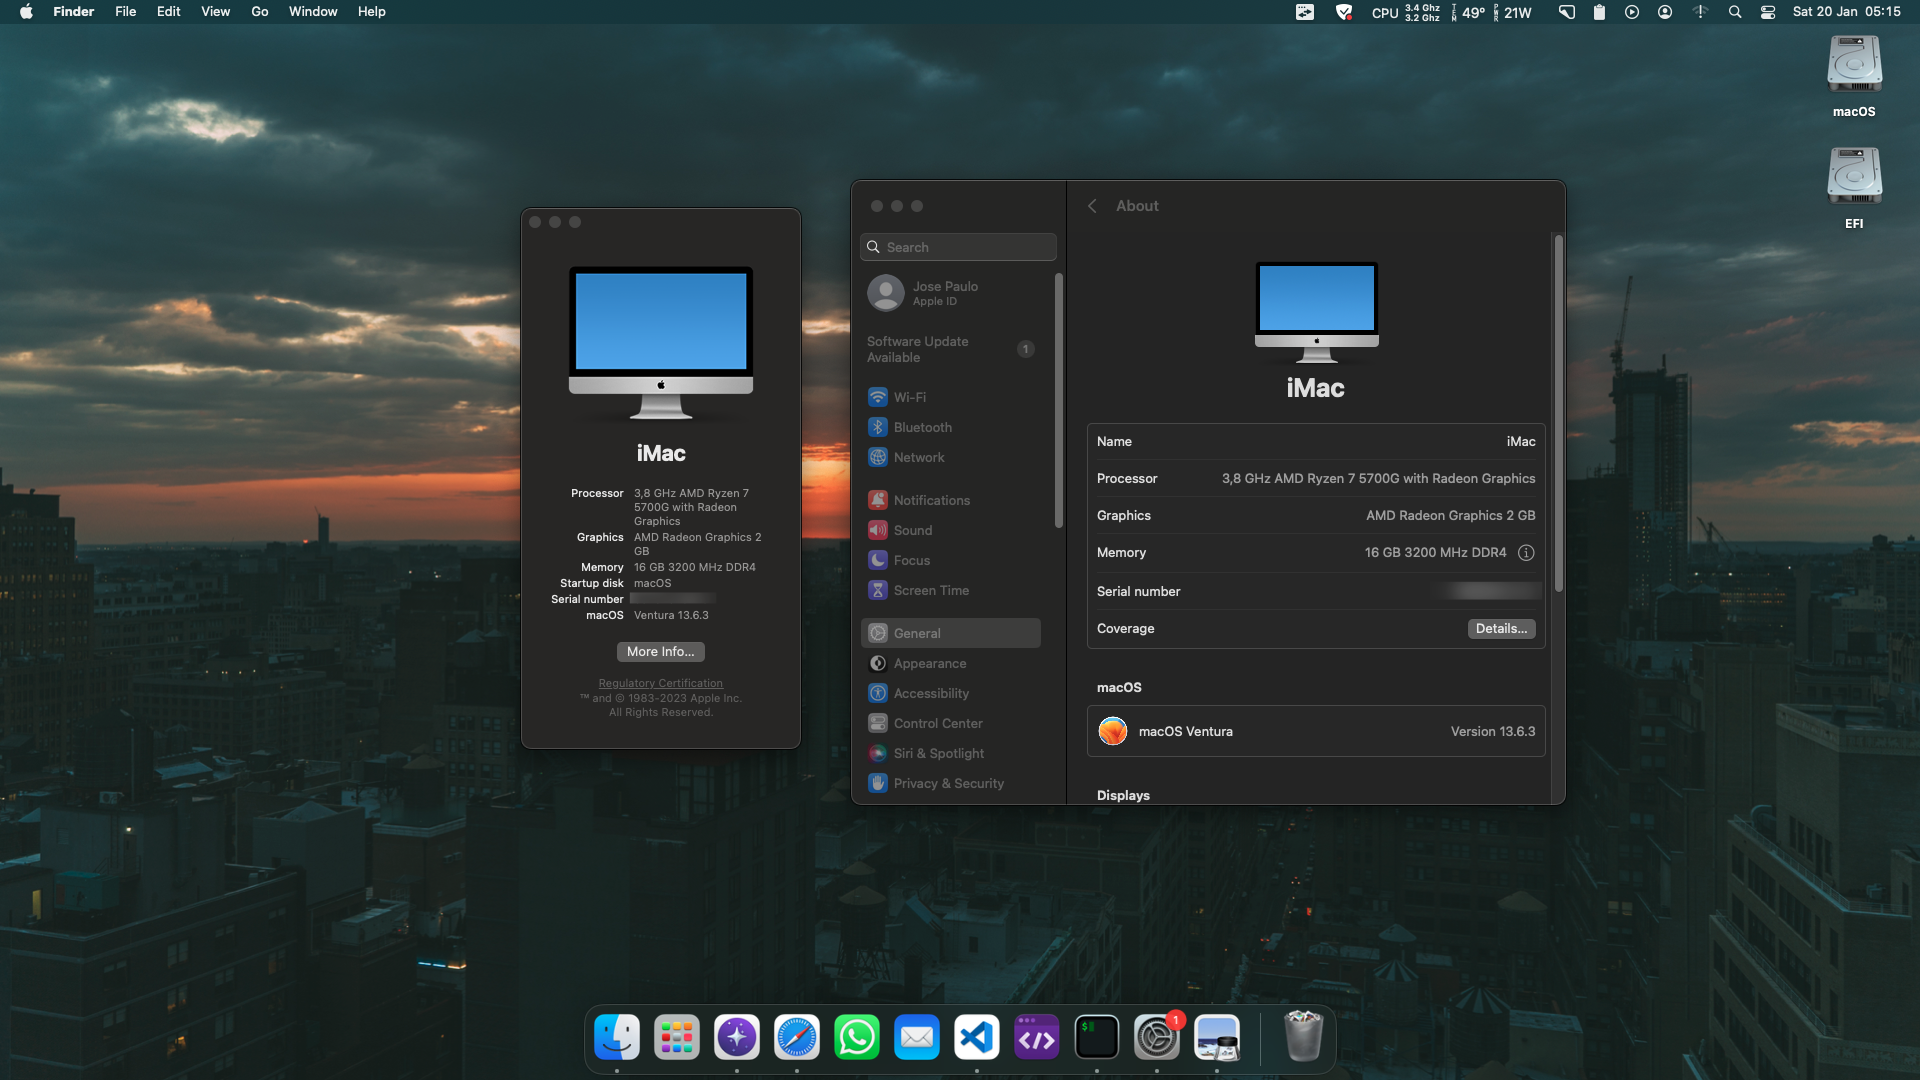 Finder File Edit View Go Window Help
CPU 3.4 Ghz 3.2 Ghz TEM 49° PWR 21W Sat 20 Jan 05:15
macOS
EFI
iMac
Processor 3,8 GHz AMD Ryzen 7
5700G with Radeon
Graphics
Graphics AMD Radeon Graphics 2
GB
Memory 16 GB 3200 MHz DDR4
Startup disk macOS
Serial number
macOS Ventura 13.6.3
More Info...
Regulatory Certification
™ and © 1983-2023 Apple Inc.
All Rights Reserved.
Search
Jose Paulo
Apple ID
Software Update
Available
1
Wi-Fi
Bluetooth
Network
Notifications
Sound
Focus
Screen Time
General
Appearance
Accessibility
Control Center
Siri & Spotlight
Privacy & Security
About
iMac
Name iMac
Processor 3,8 GHz AMD Ryzen 7 5700G with Radeon Graphics
Graphics AMD Radeon Graphics 2 GB
Memory 16 GB 3200 MHz DDR4
Serial number
Coverage Details...
macOS
macOS Ventura Version 13.6.3
Displays
$
</>
1